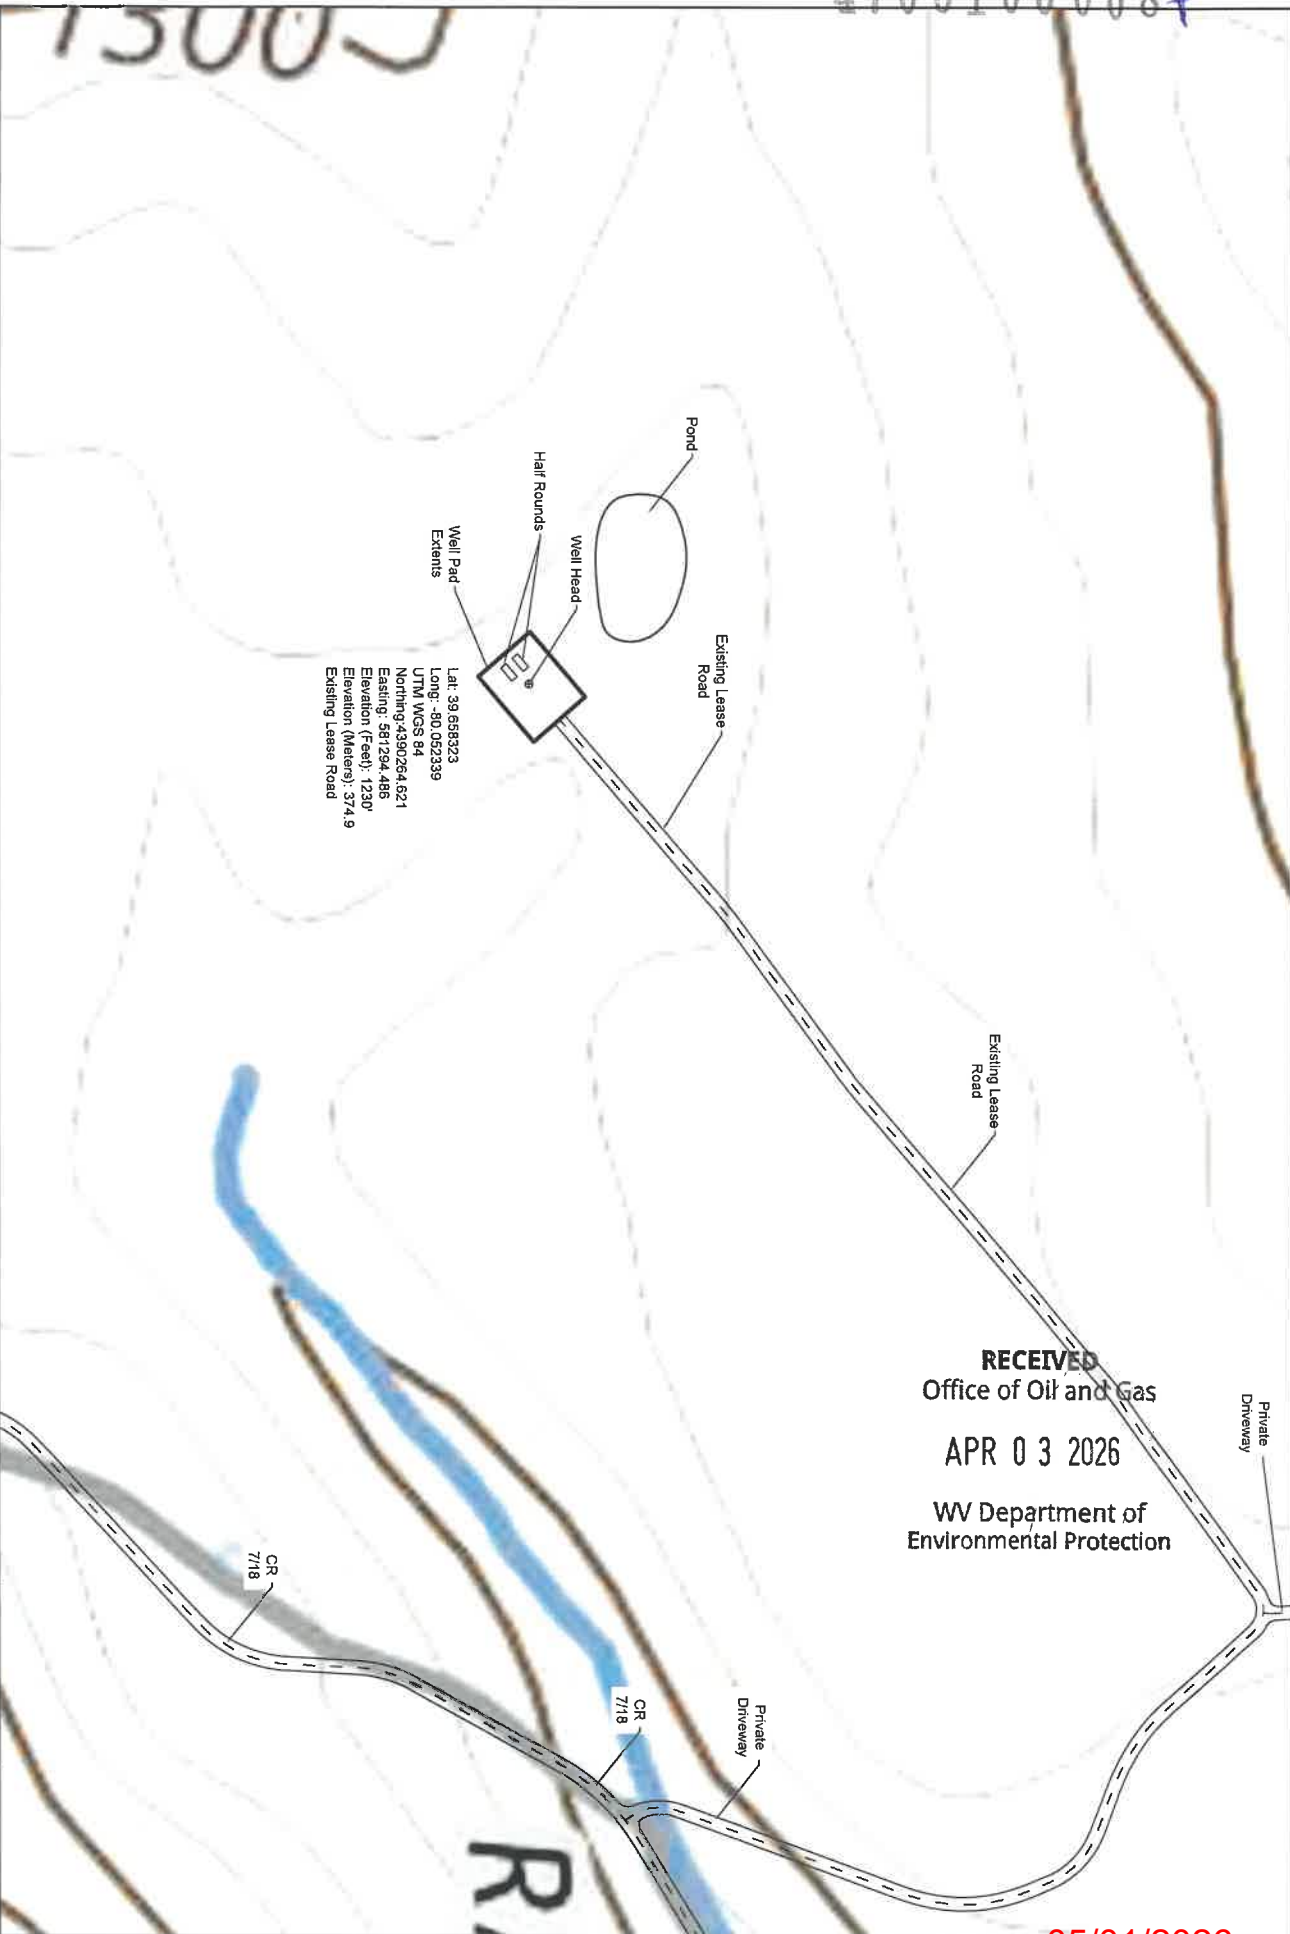 1300
Pond
Half Rounds
Well Head
Well Pad
Extents
Existing Lease
Road
Lat: 39.658323
Long: -80.052339
UTM WGS 84
Northing:4390264.621
Easting: 581294.486
Elevation (Feet): 1230'
Elevation (Meters): 374.9
Existing Lease Road
Existing Lease
Road
RECEIVED
Office of Oil and Gas
APR 03 2026
WV Department of
Environmental Protection
Private
Driveway
CR
7/18
CR
7/18
Private
Driveway